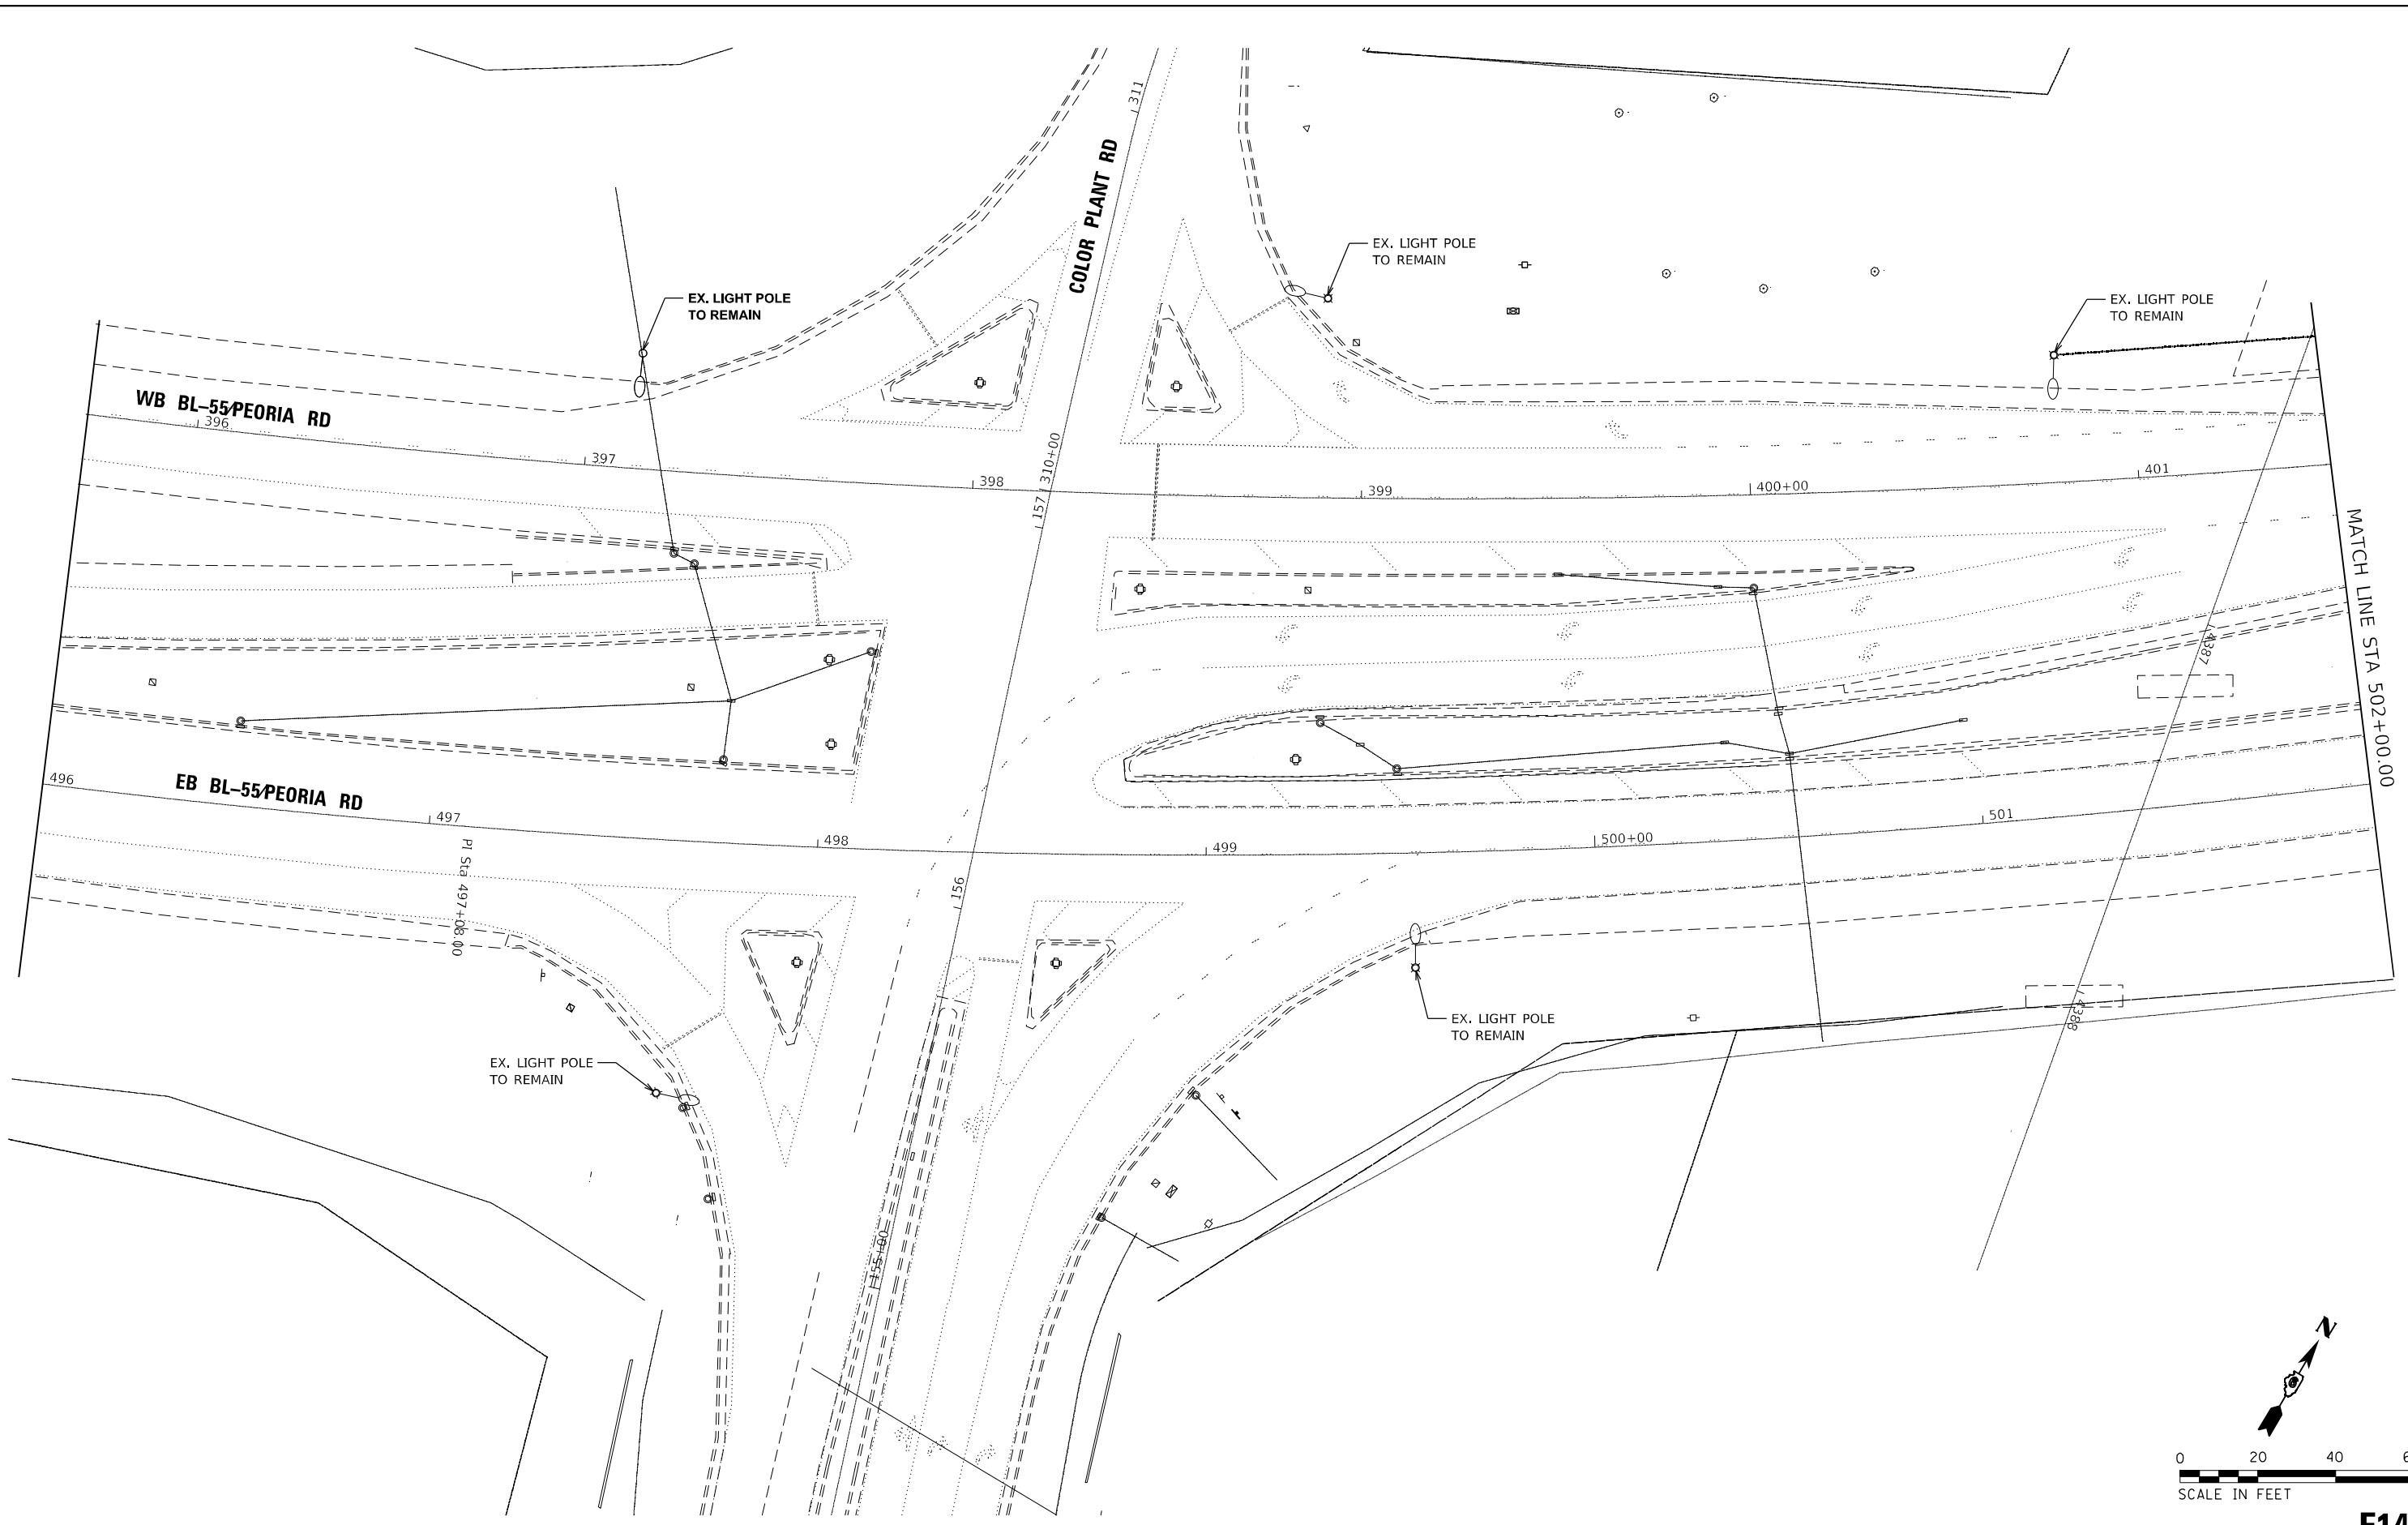 311
COLOR PLANT RD
EX. LIGHT POLE
TO REMAIN
EX. LIGHT POLE
TO REMAIN
EX. LIGHT POLE
TO REMAIN
WB BL-55/PEORIA RD
396
397
398
157
310+00
399
400+00
401
MATCH LINE STA 502+00.00
4387
496
EB BL-55/PEORIA RD
497
498
499
500+00
501
PI Sta 497+08.00
156
EX. LIGHT POLE
TO REMAIN
EX. LIGHT POLE
TO REMAIN
4388
155+00
N
0 20 40
SCALE IN FEET